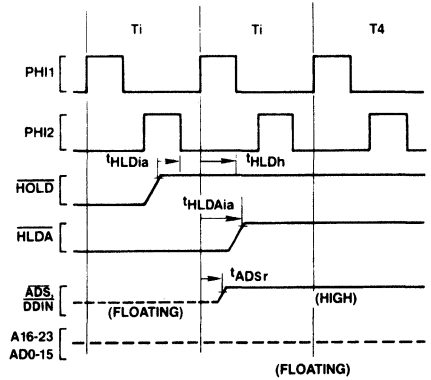 Ti Ti T4
PHI1
PHI2
tHLDia tHLDh
HOLD
tHLDAia
HLDA
tADSr
ADS,
DDIN
(FLOATING) (HIGH)
A16-23
AD0-15
(FLOATING)